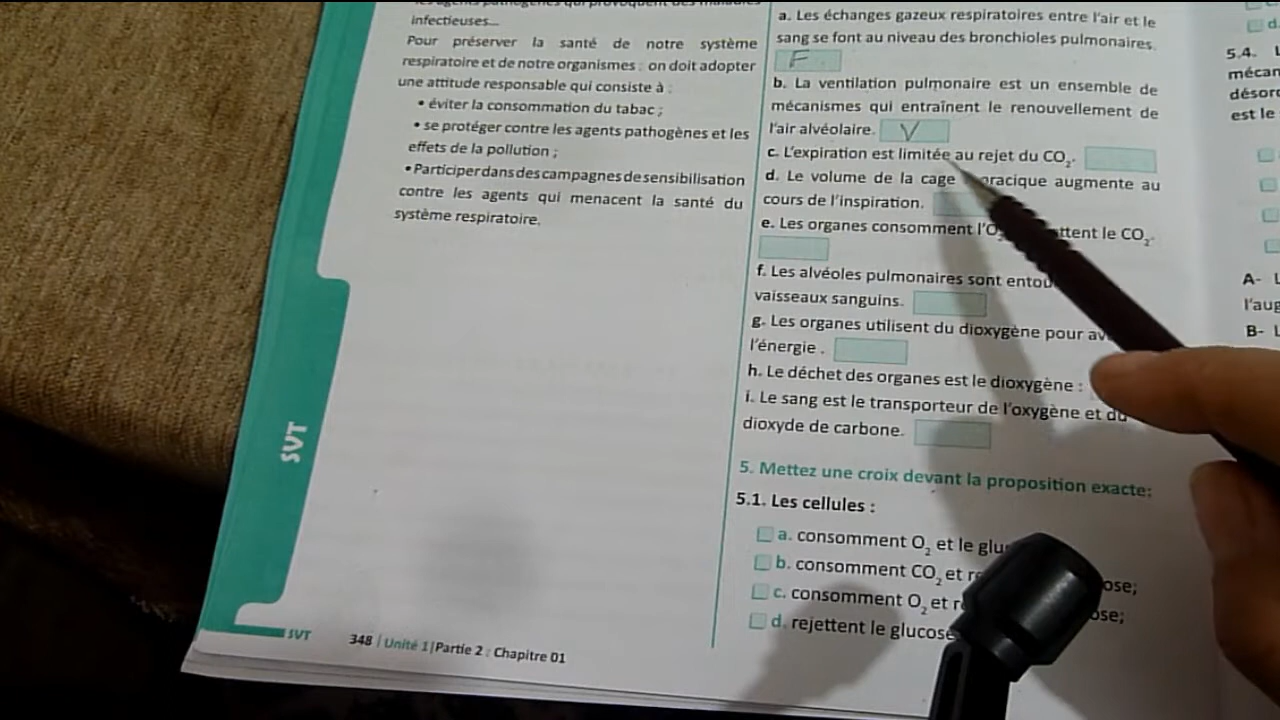 infectieuses...
Pour préserver la santé de notre système
respiratoire et de notre organismes : on doit adopter
une attitude responsable qui consiste à :
• éviter la consommation du tabac ;
• se protéger contre les agents pathogènes et les
effets de la pollution ;
• Participer dans des campagnes de sensibilisation
contre les agents qui menacent la santé du
système respiratoire.
SVT
SVT
348 | Unité 1|Partie 2 : Chapitre 01
a. Les échanges gazeux respiratoires entre l'air et le
sang se font au niveau des bronchioles pulmonaires.
F
b. La ventilation pulmonaire est un ensemble de
mécanismes qui entraînent le renouvellement de
l'air alvéolaire. V
c. L'expiration est limitée au rejet du CO₂.
d. Le volume de la cage augmente au
cours de l'inspiration.
e. Les organes consomment l'O le CO₂.
f. Les alvéoles pulmonaires sont
vaisseaux sanguins.
g. Les organes utilisent du dioxygène pour
l'énergie .
h. Le déchet des organes est le dioxygène :
i. Le sang est le transporteur de l'oxygène et du
dioxyde de carbone.
5. Mettez une croix devant la proposition exacte:
5.1. Les cellules :
a. consomment O₂ et le
b. consomment CO₂ et
c. consomment O₂ et
d. rejettent le glucose
d.
5.4.
est le
A-
B-